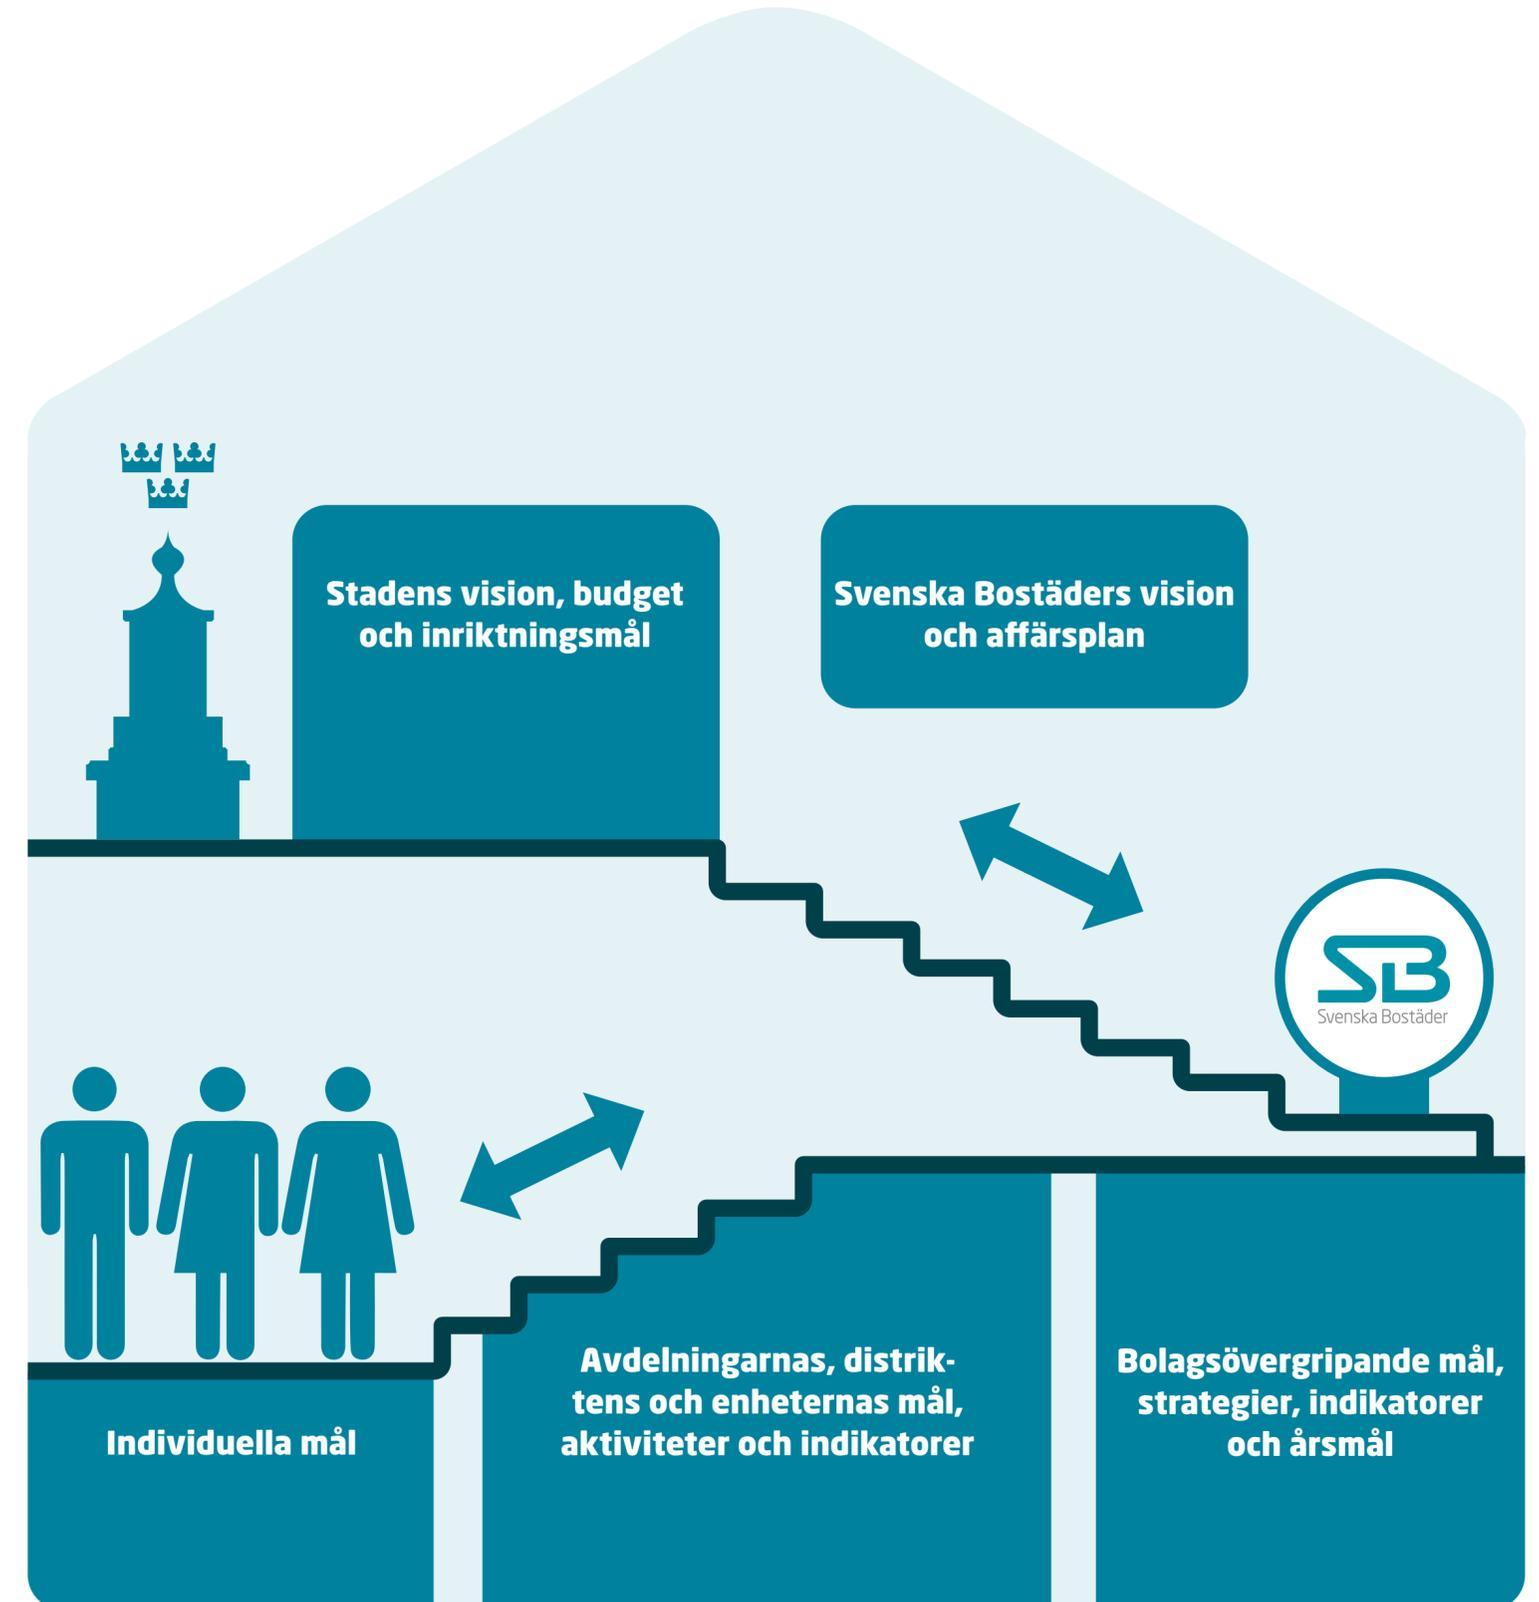 Stadens vision, budget
och inriktningsmål
Svenska Bostäders vision
och affärsplan
SB
Svenska Bostäder
Avdelningarnas, distrik-
tens och enheternas mål,
aktiviteter och indikatorer
Bolagsövergripande mål,
strategier, indikatorer
och årsmål
Individuella mål